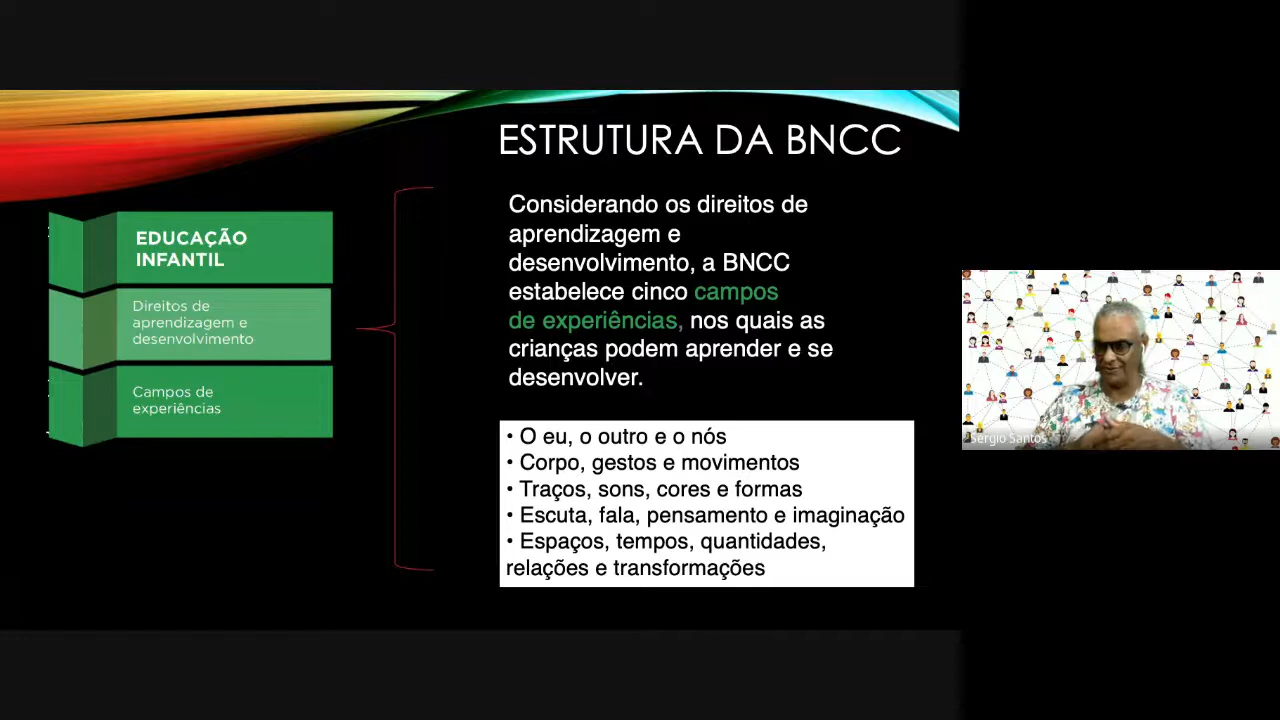 ESTRUTURA DA BNCC
EDUCAÇÃO
INFANTIL
Direitos de
aprendizagem e
desenvolvimento
Campos de
experiências
Considerando os direitos de
aprendizagem e
desenvolvimento, a BNCC
estabelece cinco campos
de experiências, nos quais as
crianças podem aprender e se
desenvolver.
• O eu, o outro e o nós
• Corpo, gestos e movimentos
• Traços, sons, cores e formas
• Escuta, fala, pensamento e imaginação
• Espaços, tempos, quantidades,
relações e transformações
Sergio Santos